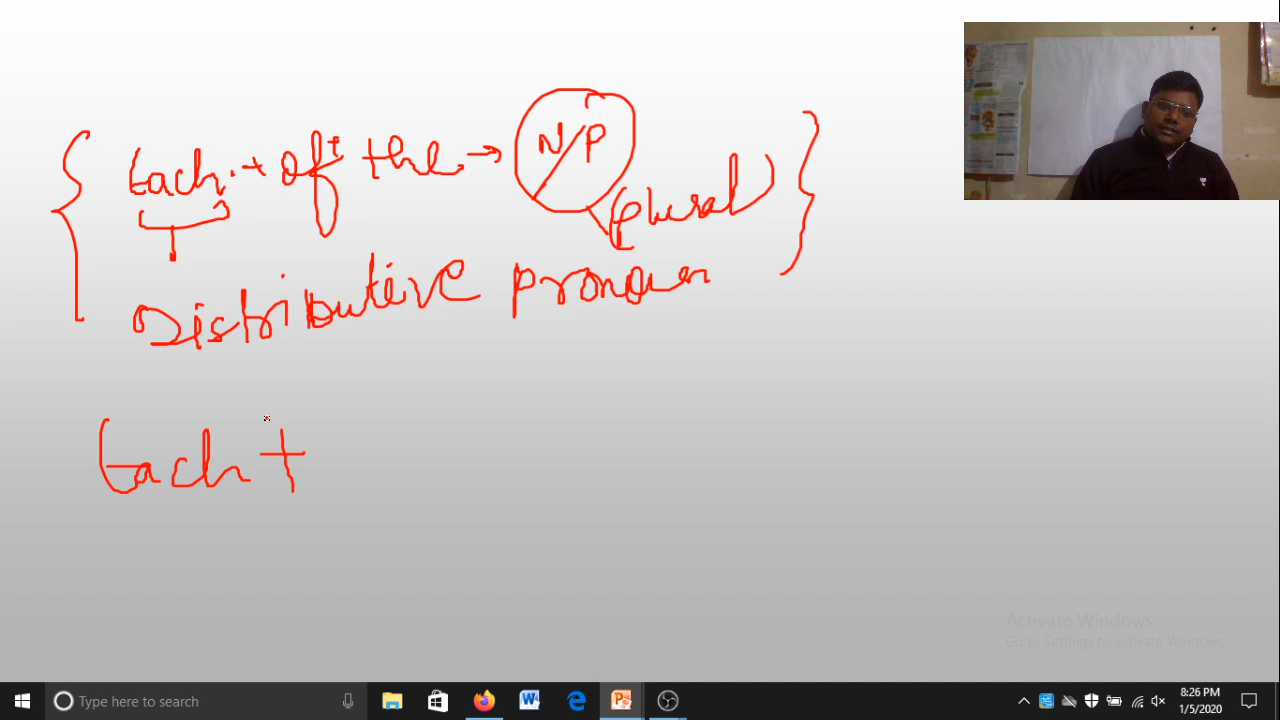 Each + of + the → N/P (plural)
Distributive pronoun
Each +
Activate Windows
Go to Settings to activate Windows.
Type here to search
8:26 PM
1/5/2020